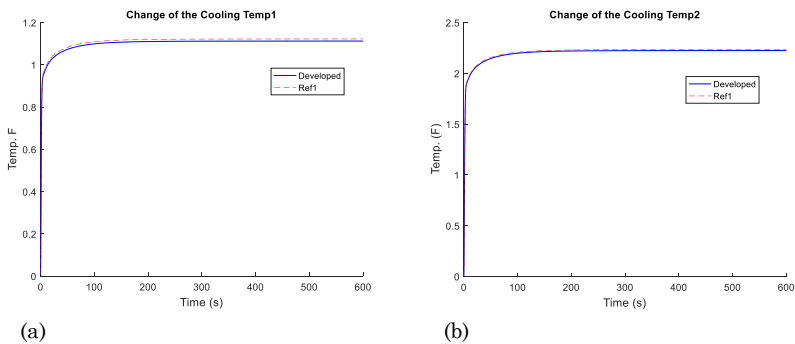 Change of the Cooling Temp1
1.2
1
0.8
0.6
0.4
0.2
0
Temp. F
Developed
Ref1
0
100
200
300
400
500
600
Time (s)
(a)
Change of the Cooling Temp2
2.5
2
1.5
1
0.5
0
Temp. (F)
Developed
Ref1
0
100
200
300
400
500
600
Time (s)
(b)